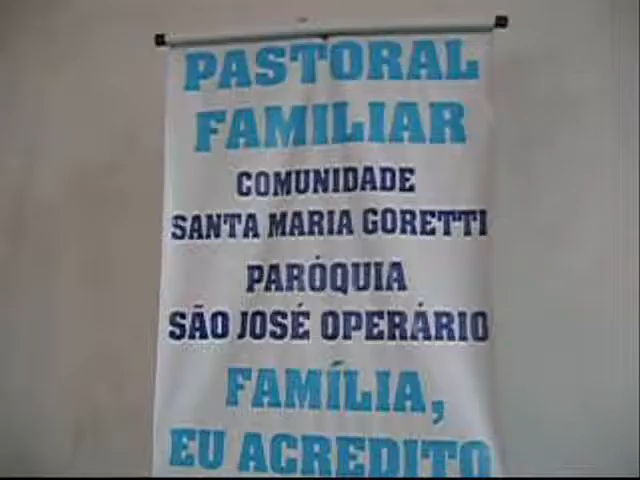 PASTORAL
FAMILIAR
COMUNIDADE
SANTA MARIA GORETTI
PARÓQUIA
SÃO JOSÉ OPERÁRIO
FAMÍLIA,
EU ACREDITO